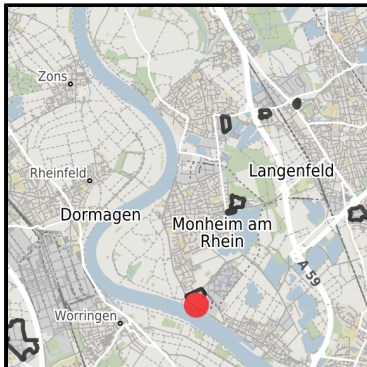 Zons
Rheinfeld
Langenfeld
Dormagen
Monheim am
Rhein
A 59
Worringen